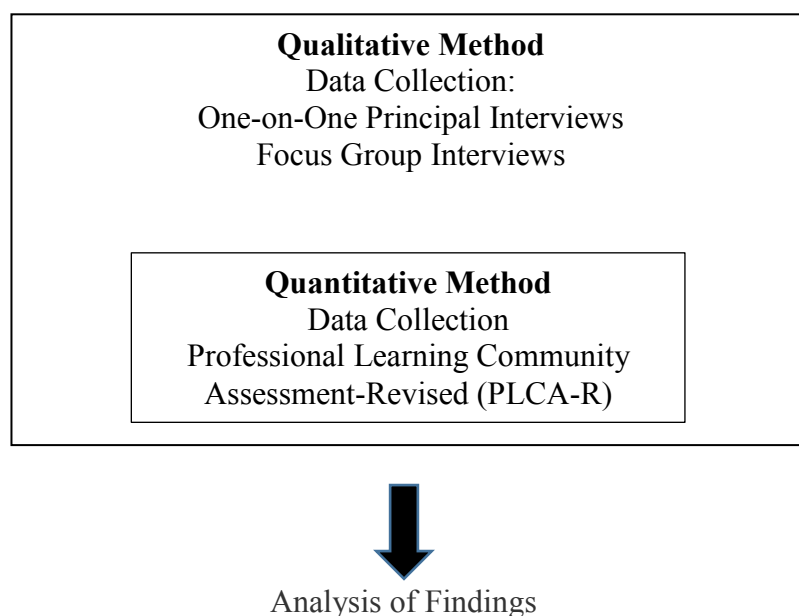 Qualitative Method
Data Collection:
One-on-One Principal Interviews
Focus Group Interviews
Quantitative Method
Data Collection
Professional Learning Community
Assessment-Revised (PLCA-R)
Analysis of Findings